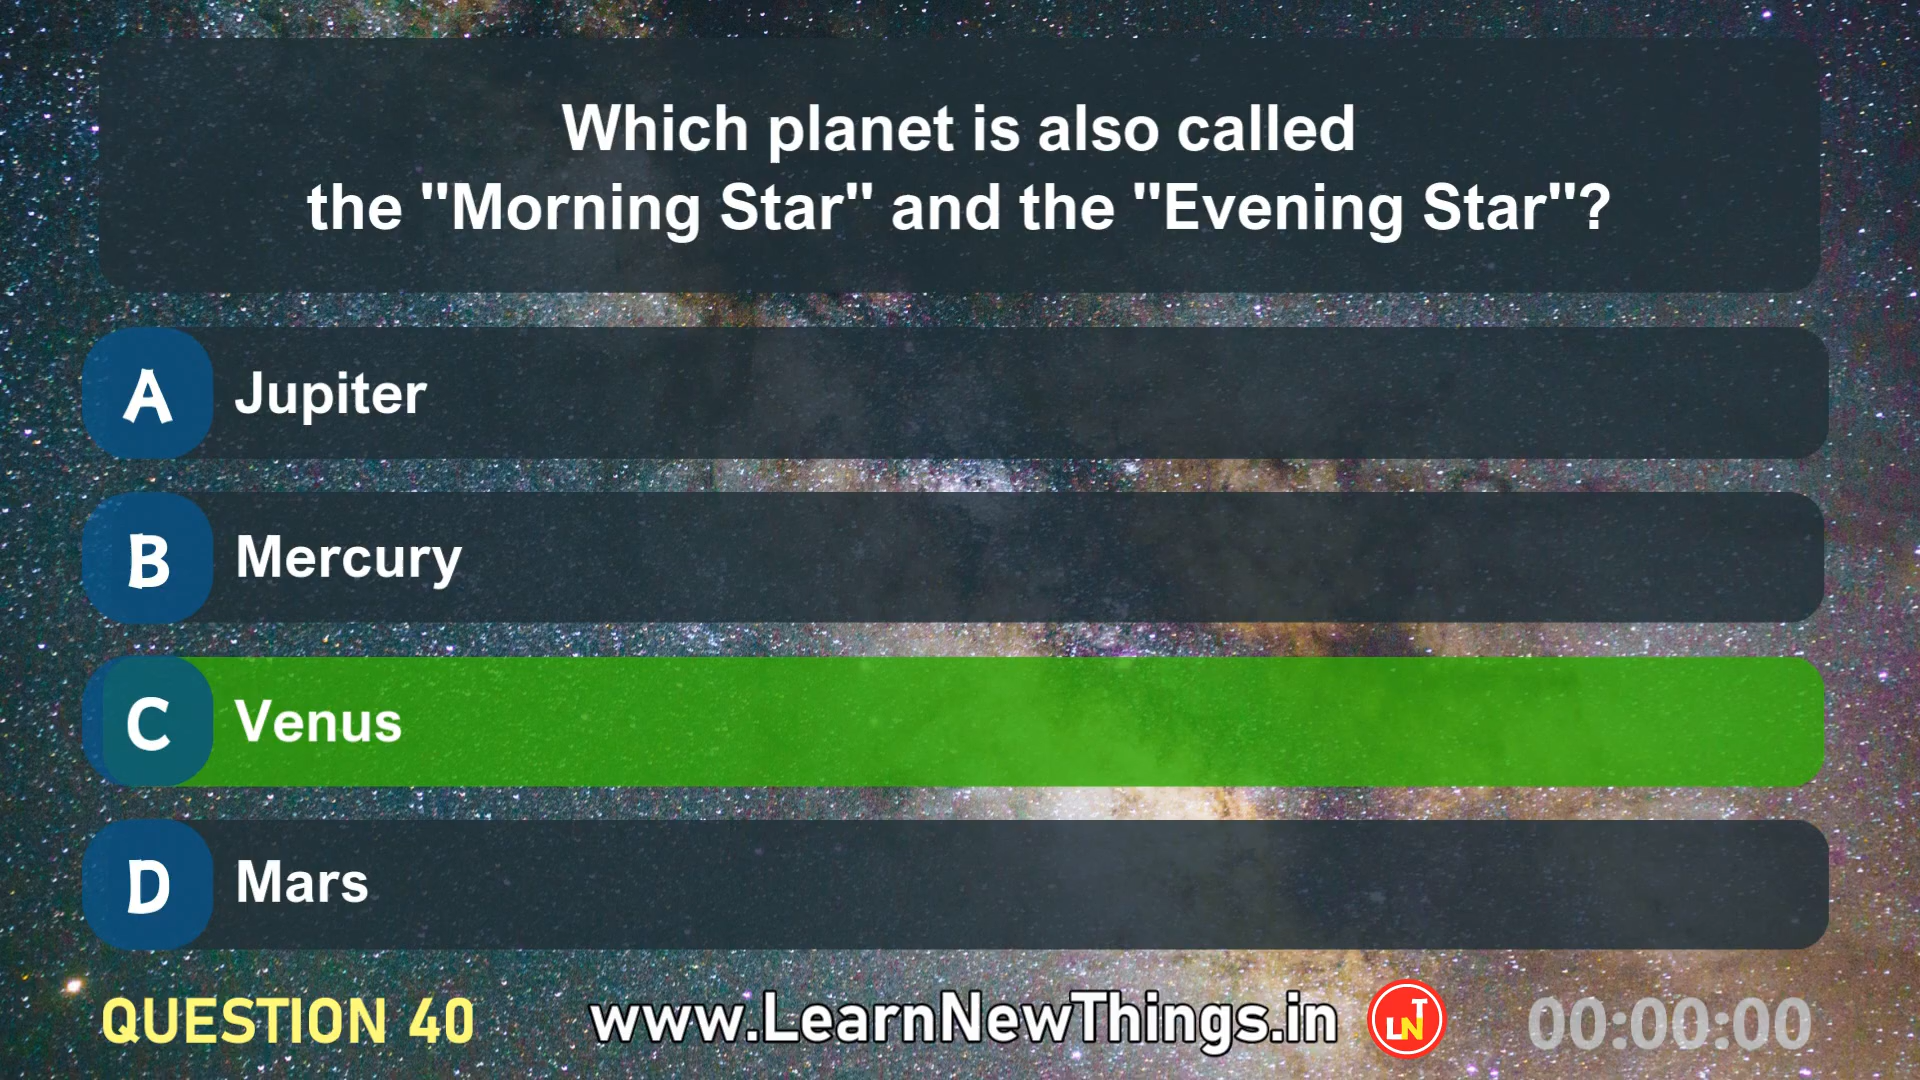 Which planet is also called
the "Morning Star" and the "Evening Star"?
A Jupiter
B Mercury
C Venus
D Mars
QUESTION 40 www.LearnNewThings.in LNT 00:00:00